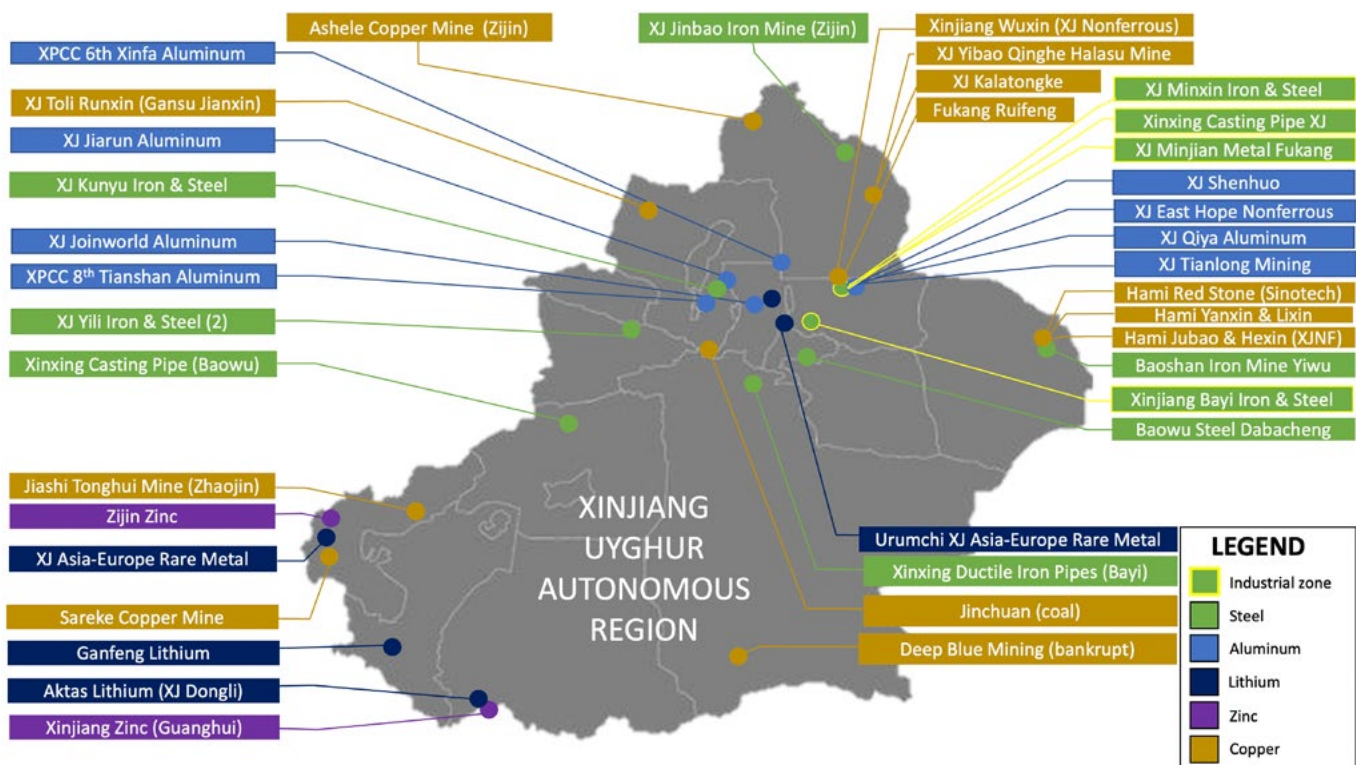 Ashele Copper Mine (Zijin)
XJ Jinbao Iron Mine (Zijin)
Xinjiang Wuxin (XJ Nonferrous)
XJ Yibao Qinghe Halasu Mine
XJ Kalatongke
Fukang Ruifeng
XPCC 6th Xinfa Aluminum
XJ Toli Runxin (Gansu Jianxin)
XJ Jiarun Aluminum
XJ Kunyu Iron & Steel
XJ Joinworld Aluminum
XPCC 8th Tianshan Aluminum
XJ Yili Iron & Steel (2)
Xinxing Casting Pipe (Baowu)
Jiashi Tonghui Mine (Zhaojin)
Zijin Zinc
XJ Asia-Europe Rare Metal
Sareke Copper Mine
Ganfeng Lithium
Aktas Lithium (XJ Dongli)
Xinjiang Zinc (Guanghui)
XJ Minxin Iron & Steel
Xinxing Casting Pipe XJ
XJ Minjian Metal Fukang
XJ Shenhuo
XJ East Hope Nonferrous
XJ Qiya Aluminum
XJ Tianlong Mining
Hami Red Stone (Sinotech)
Hami Yanxin & Lixin
Hami Jubao & Hexin (XJNF)
Baoshan Iron Mine Yiwu
Xinjiang Bayi Iron & Steel
Baowu Steel Dabacheng
XINJIANG
UYGHUR
AUTONOMOUS
REGION
Urumchi XJ Asia-Europe Rare Metal
Xinxing Ductile Iron Pipes (Bayi)
Jinchuan (coal)
Deep Blue Mining (bankrupt)
LEGEND
Industrial zone
Steel
Aluminum
Lithium
Zinc
Copper